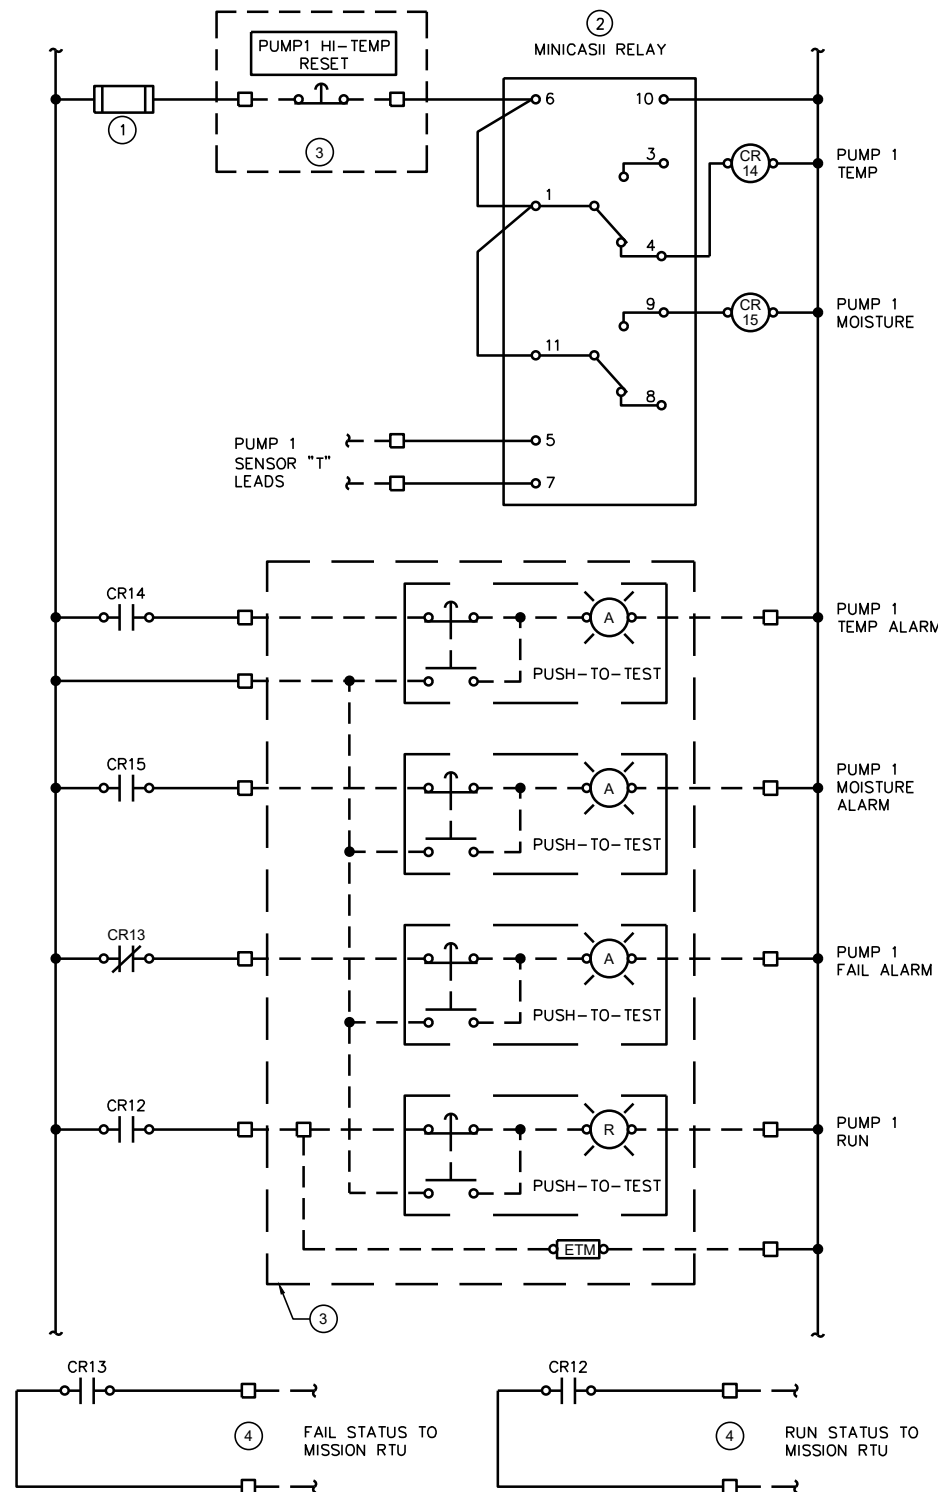 2
MINICASII RELAY
PUMP1 HI-TEMP
RESET
1
3
6
10
3
CR
14
PUMP 1
TEMP
1
4
9
CR
15
PUMP 1
MOISTURE
11
8
PUMP 1
SENSOR "T"
LEADS
5
7
CR14
A
PUMP 1
TEMP ALARM
PUSH-TO-TEST
CR15
A
PUMP 1
MOISTURE
ALARM
PUSH-TO-TEST
CR13
A
PUMP 1
FAIL ALARM
PUSH-TO-TEST
CR12
R
PUMP 1
RUN
PUSH-TO-TEST
ETM
3
CR13
4
FAIL STATUS TO
MISSION RTU
CR12
4
RUN STATUS TO
MISSION RTU